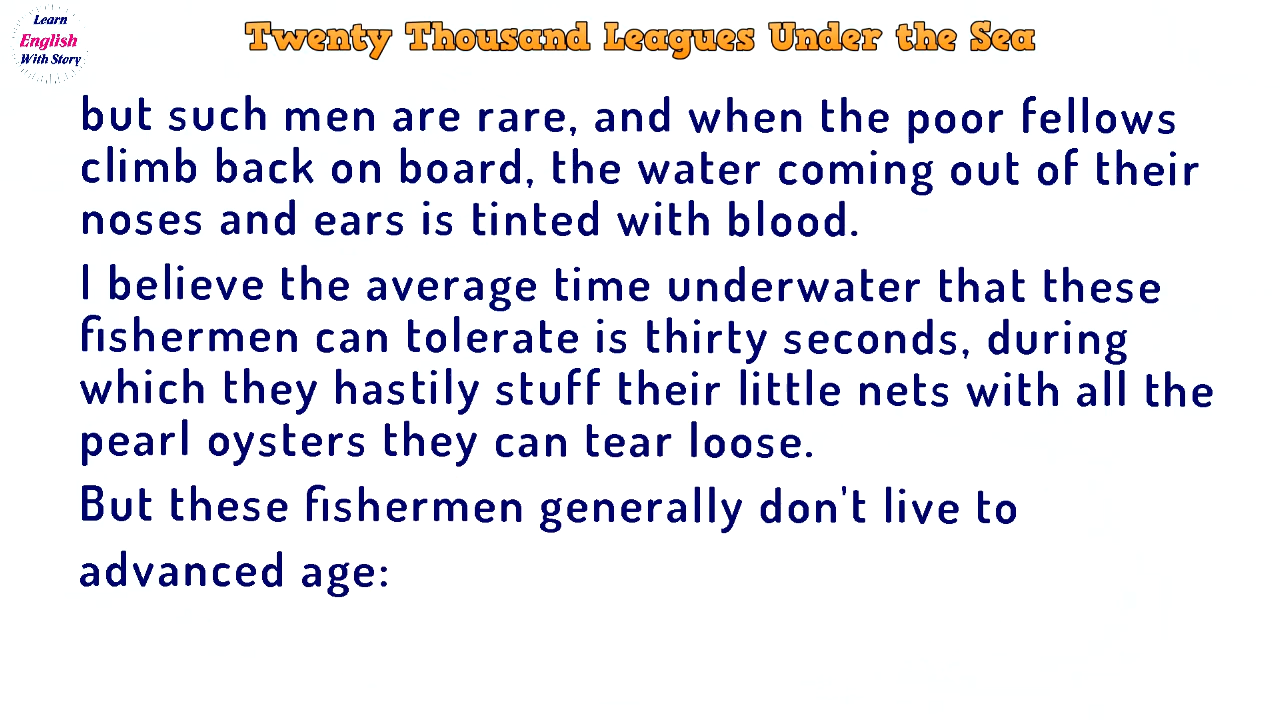 Learn
English
With Story
Twenty Thousand Leagues Under the Sea
but such men are rare, and when the poor fellows
climb back on board, the water coming out of their
noses and ears is tinted with blood.
I believe the average time underwater that these
fishermen can tolerate is thirty seconds, during
which they hastily stuff their little nets with all the
pearl oysters they can tear loose.
But these fishermen generally don't live to
advanced age: